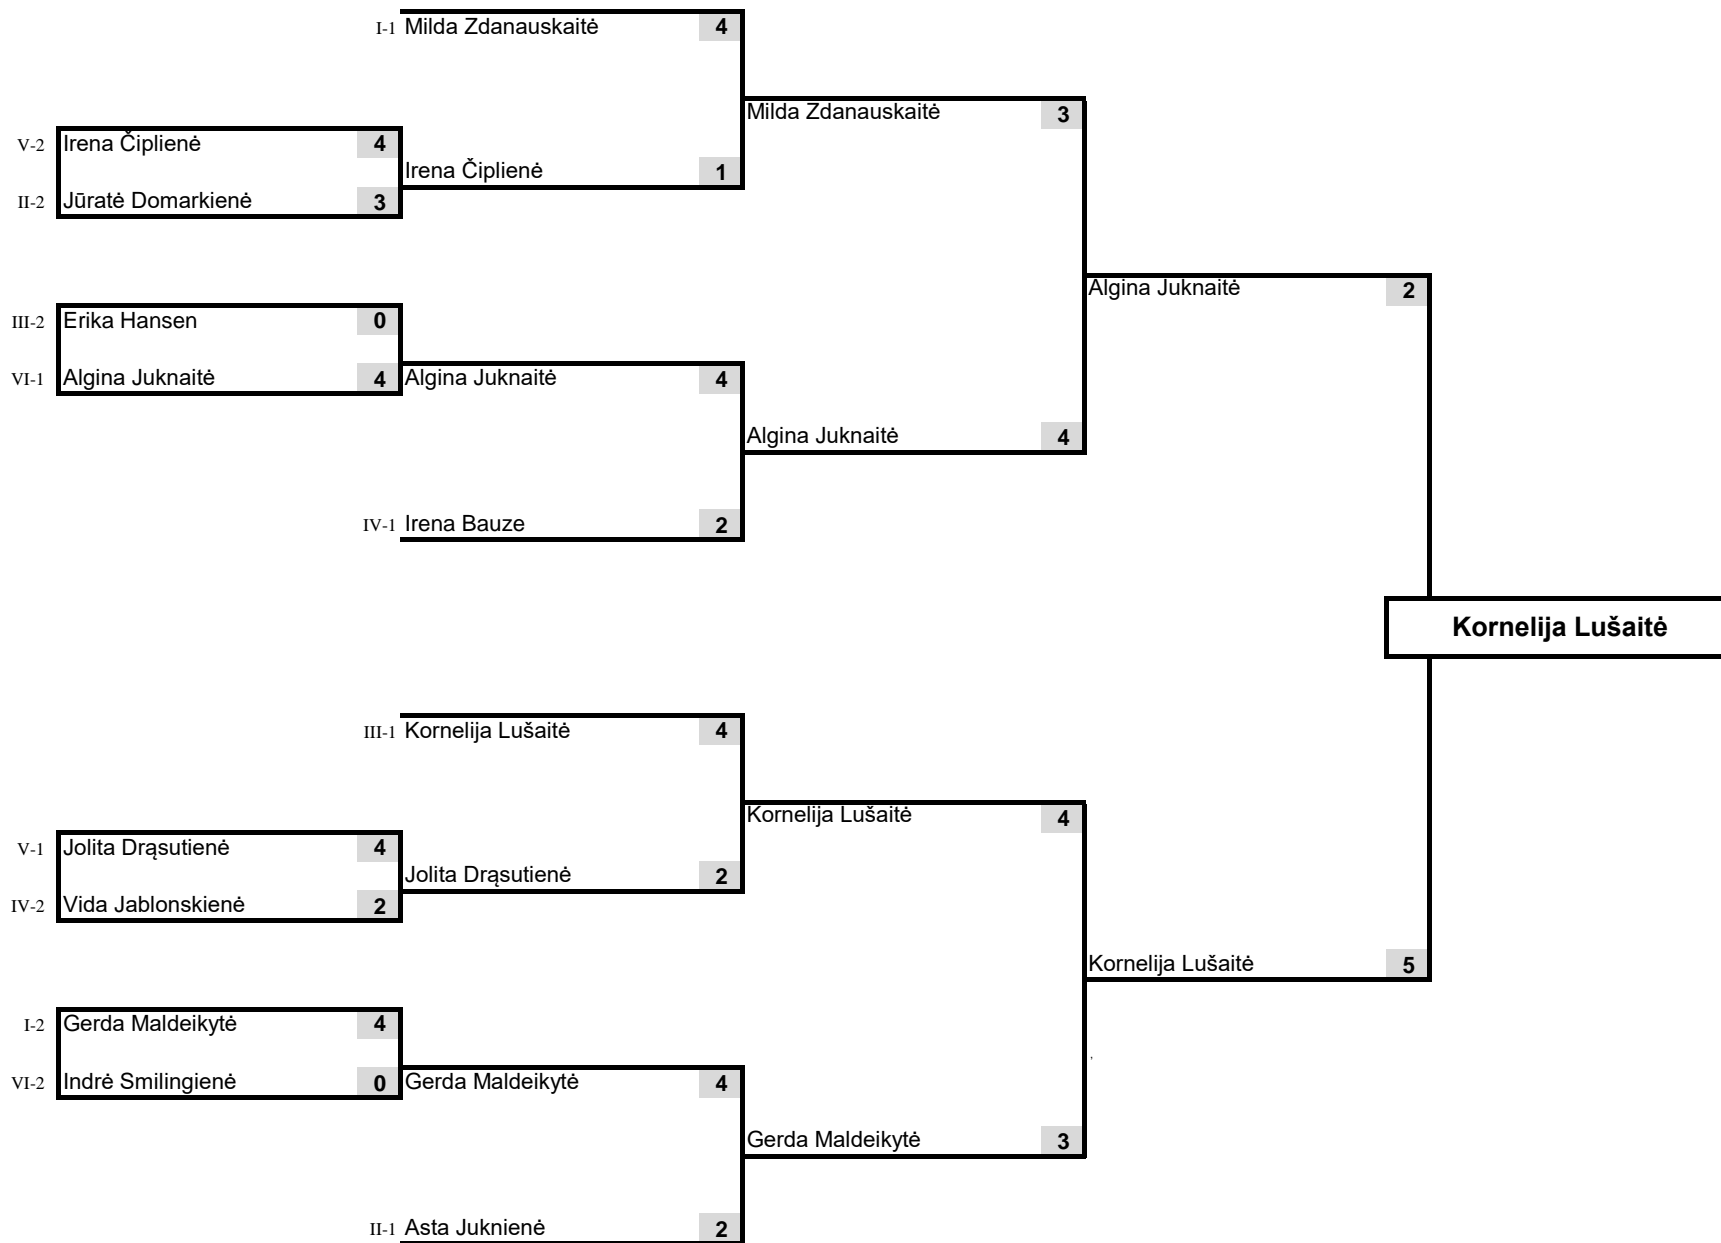 I-1 Milda Zdanauskaitė 4
Milda Zdanauskaitė 3
V-2 Irena Čiplienė 4
Irena Čiplienė 1
II-2 Jūratė Domarkienė 3
Algina Juknaitė 2
III-2 Erika Hansen 0
VI-1 Algina Juknaitė 4 Algina Juknaitė 4
Algina Juknaitė 4
IV-1 Irena Bauze 2
Kornelija Lušaitė
III-1 Kornelija Lušaitė 4
Kornelija Lušaitė 4
V-1 Jolita Drąsutienė 4
Jolita Drąsutienė 2
IV-2 Vida Jablonskienė 2
Kornelija Lušaitė 5
I-2 Gerda Maldeikytė 4
VI-2 Indrė Smilingienė 0 Gerda Maldeikytė 4
Gerda Maldeikytė 3
II-1 Asta Juknienė 2